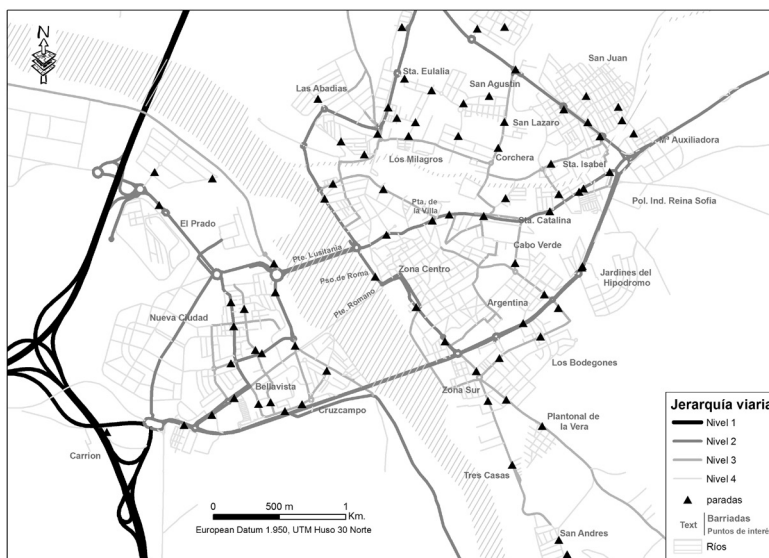 N
Sta. Eulalia
San Juan
San Agustin
Las Abadias
San Lazaro
Mª Auxiliadora
Los Milagros
Corchera
Sta. Isabel
Pol. Ind. Reina Sofia
Pta. de
la Villa
Sta. Catalina
El Prado
Cabo Verde
Pte. Lusitania
Zona Centro
Pso. de Roma
Jardines del
Hipodromo
Pte. Romano
Argentina
Nueva Ciudad
Los Bodegones
Bellavista
Zona Sur
Cruzcampo
Plantonal de
la Vera
Carrion
Tres Casas
San Andres
0 500 m 1
Km.
European Datum 1.950, UTM Huso 30 Norte
Jerarquía viaria
Nivel 1
Nivel 2
Nivel 3
Nivel 4
paradas
Text
Barriadas
Puntos de interé
Ríos